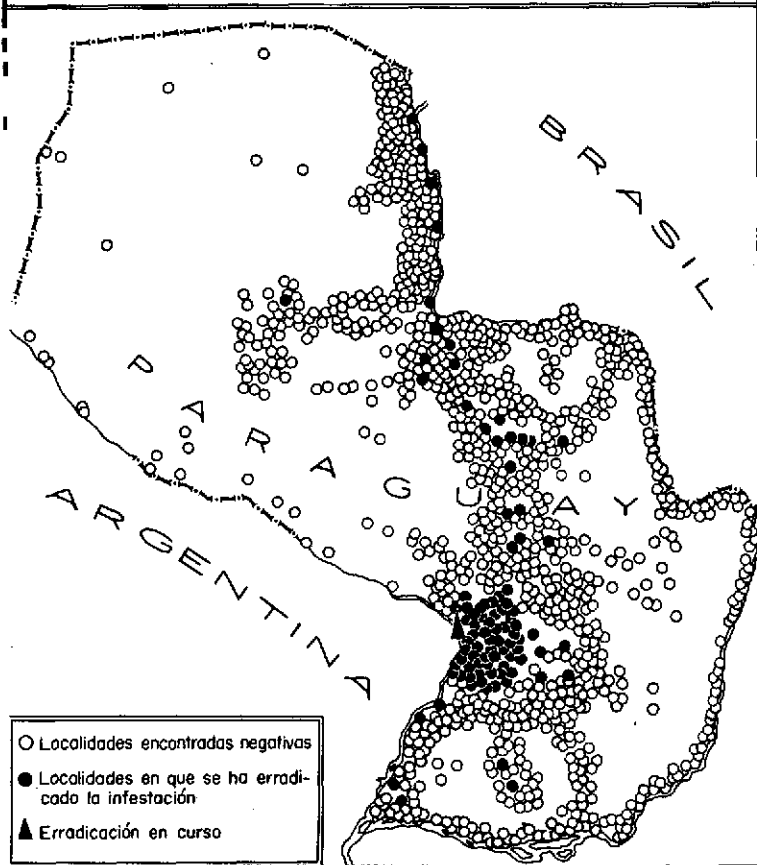 BRASIL
PARAGUAY
ARGENTINA
○ Localidades encontradas negativas
● Localidades en que se ha erradi-
cado la infestación
▲ Erradicación en curso